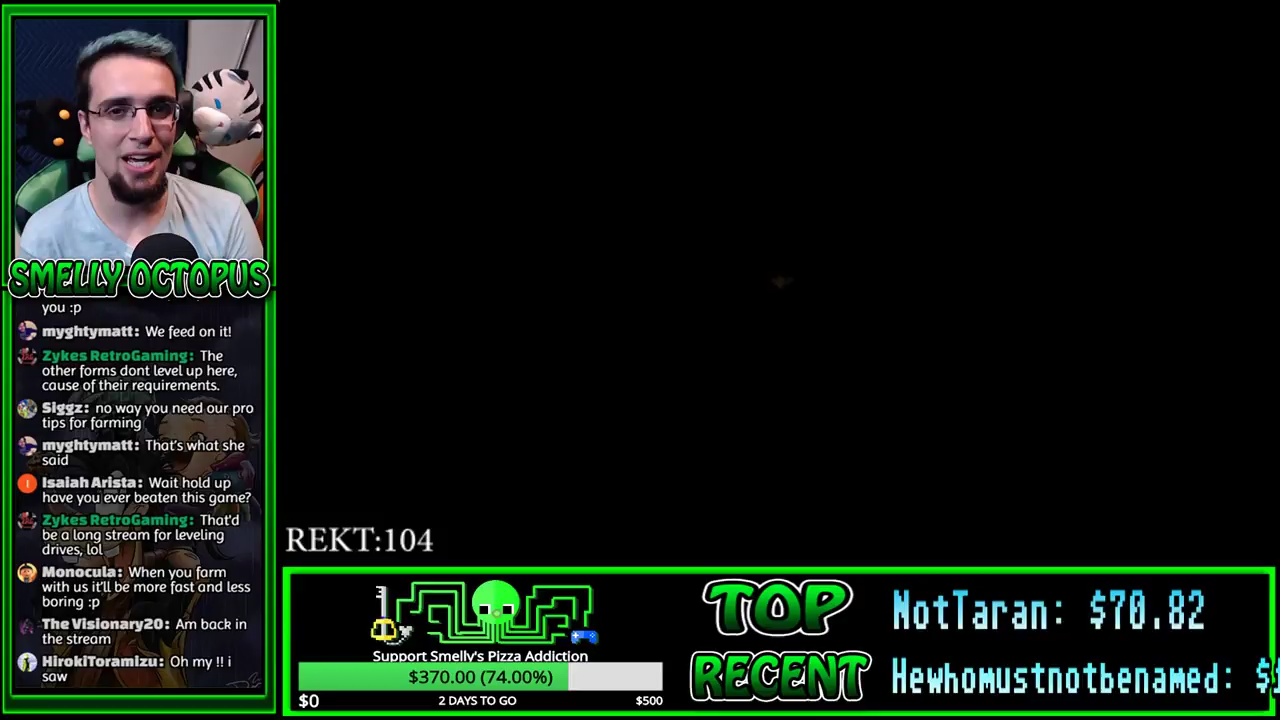 SMELLY OCTOPUS
you :p
myghtymatt: We feed on it!
Zykes RetroGaming: The
other forms dont level up here,
cause of their requirements.
Siggz: no way you need our pro
tips for farming
myghtymatt: That's what she
said
Isaiah Arista: Wait hold up
have you ever beaten this game?
Zykes RetroGaming: That'd
be a long stream for leveling
drives, lol
Monocula: When you farm
with us it'll be more fast and less
boring :p
The Visionary20: Am back in
the stream
HirokiToramizu: Oh my !! i
saw
REKT:104
Support Smelly's Pizza Addiction
$370.00 (74.00%)
$0 2 DAYS TO GO $500
TOP NotTaran: $70.82
RECENT Hewhomustnotbenamed: